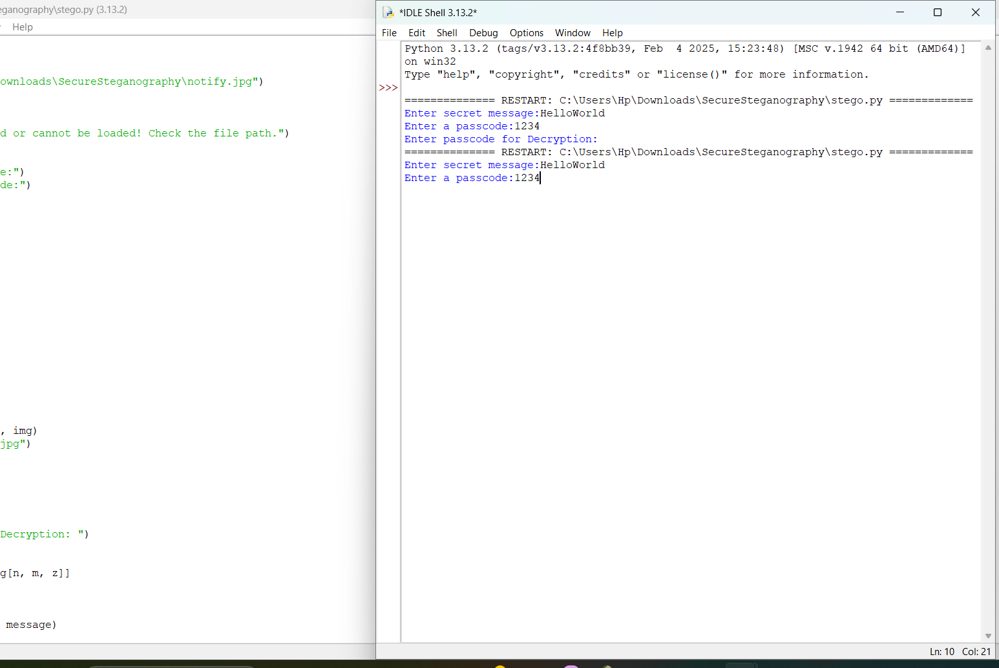 eganography\stego.py (3.13.2)
Help
ownloads\SecureSteganography\notify.jpg")
d or cannot be loaded! Check the file path.")
e:")
de:")
, img)
jpg")
Decryption: ")
g[n, m, z]]
message)
*IDLE Shell 3.13.2*
File Edit Shell Debug Options Window Help
Python 3.13.2 (tags/v3.13.2:4f8bb39, Feb  4 2025, 15:23:48) [MSC v.1942 64 bit (AMD64)]
on win32
Type "help", "copyright", "credits" or "license()" for more information.
>>>
============== RESTART: C:\Users\Hp\Downloads\SecureSteganography\stego.py =============
Enter secret message:HelloWorld
Enter a passcode:1234
Enter passcode for Decryption:
============== RESTART: C:\Users\Hp\Downloads\SecureSteganography\stego.py =============
Enter secret message:HelloWorld
Enter a passcode:1234
Ln: 10 Col: 21